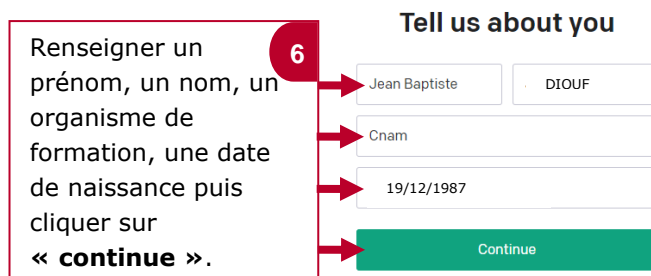 Tell us about you
6
Renseigner un
prénom, un nom, un
organisme de
formation, une date
de naissance puis
cliquer sur
« continue ».
Jean Baptiste DIOUF
Cnam
19/12/1987
Continue